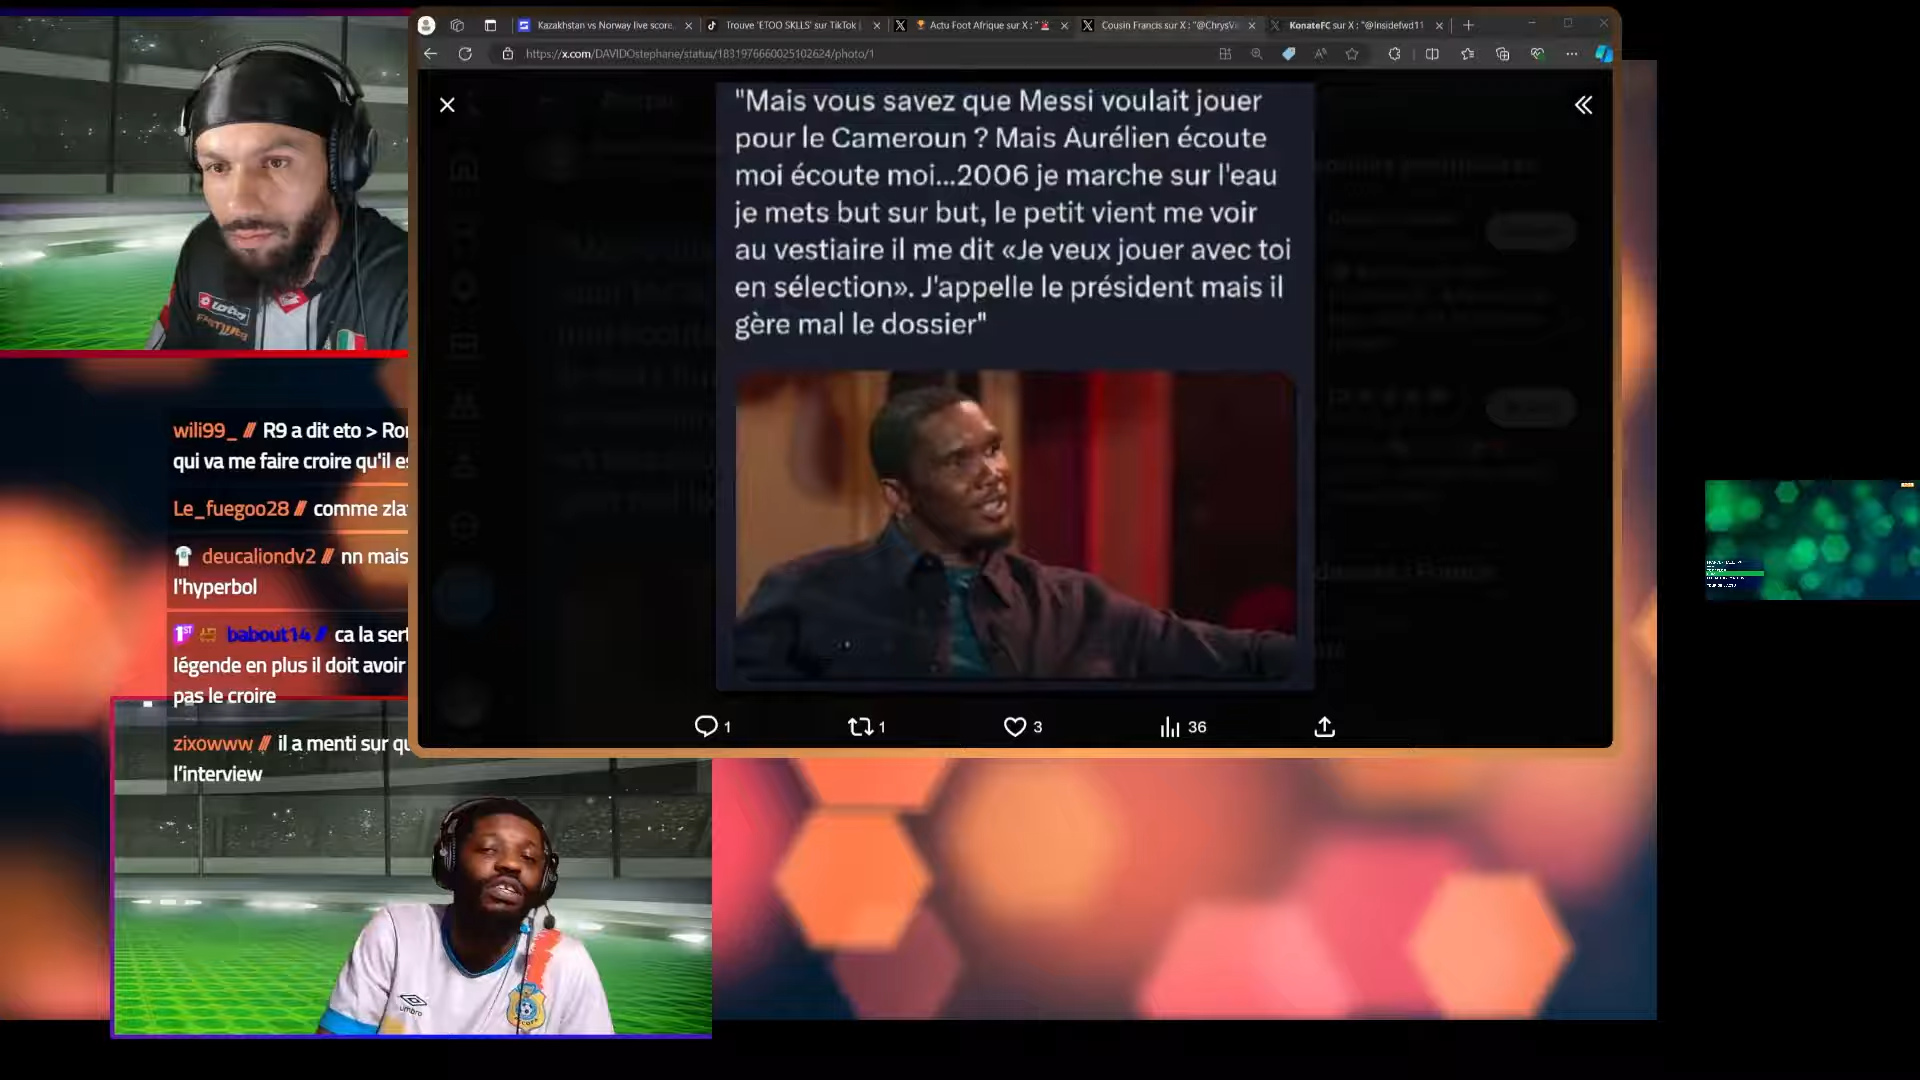 Kazakhstan vs Norway live score,
Trouve 'ETOO SKLLS' sur TikTok |
Actu Foot Afrique sur X : "
Cousin Francis sur X : "@ChrysVi
KonateFC sur X : "@Insidefwd11
https://x.com/DAVIDOstephane/status/1831976660025102624/photo/1
"Mais vous savez que Messi voulait jouer
pour le Cameroun ? Mais Aurélien écoute
moi écoute moi...2006 je marche sur l'eau
je mets but sur but, le petit vient me voir
au vestiaire il me dit «Je veux jouer avec toi
en sélection». J'appelle le président mais il
gère mal le dossier"
1
1
3
36
lotto
wili99_ // R9 a dit eto > Ro
qui va me faire croire qu'il e
Le_fuegoo28 // comme zla
deucaliondv2 // nn mais
l'hyperbol
1ST babout14 // ca la sert
légende en plus il doit avoir
pas le croire
zixowww // il a menti sur qu
l'interview
umbro